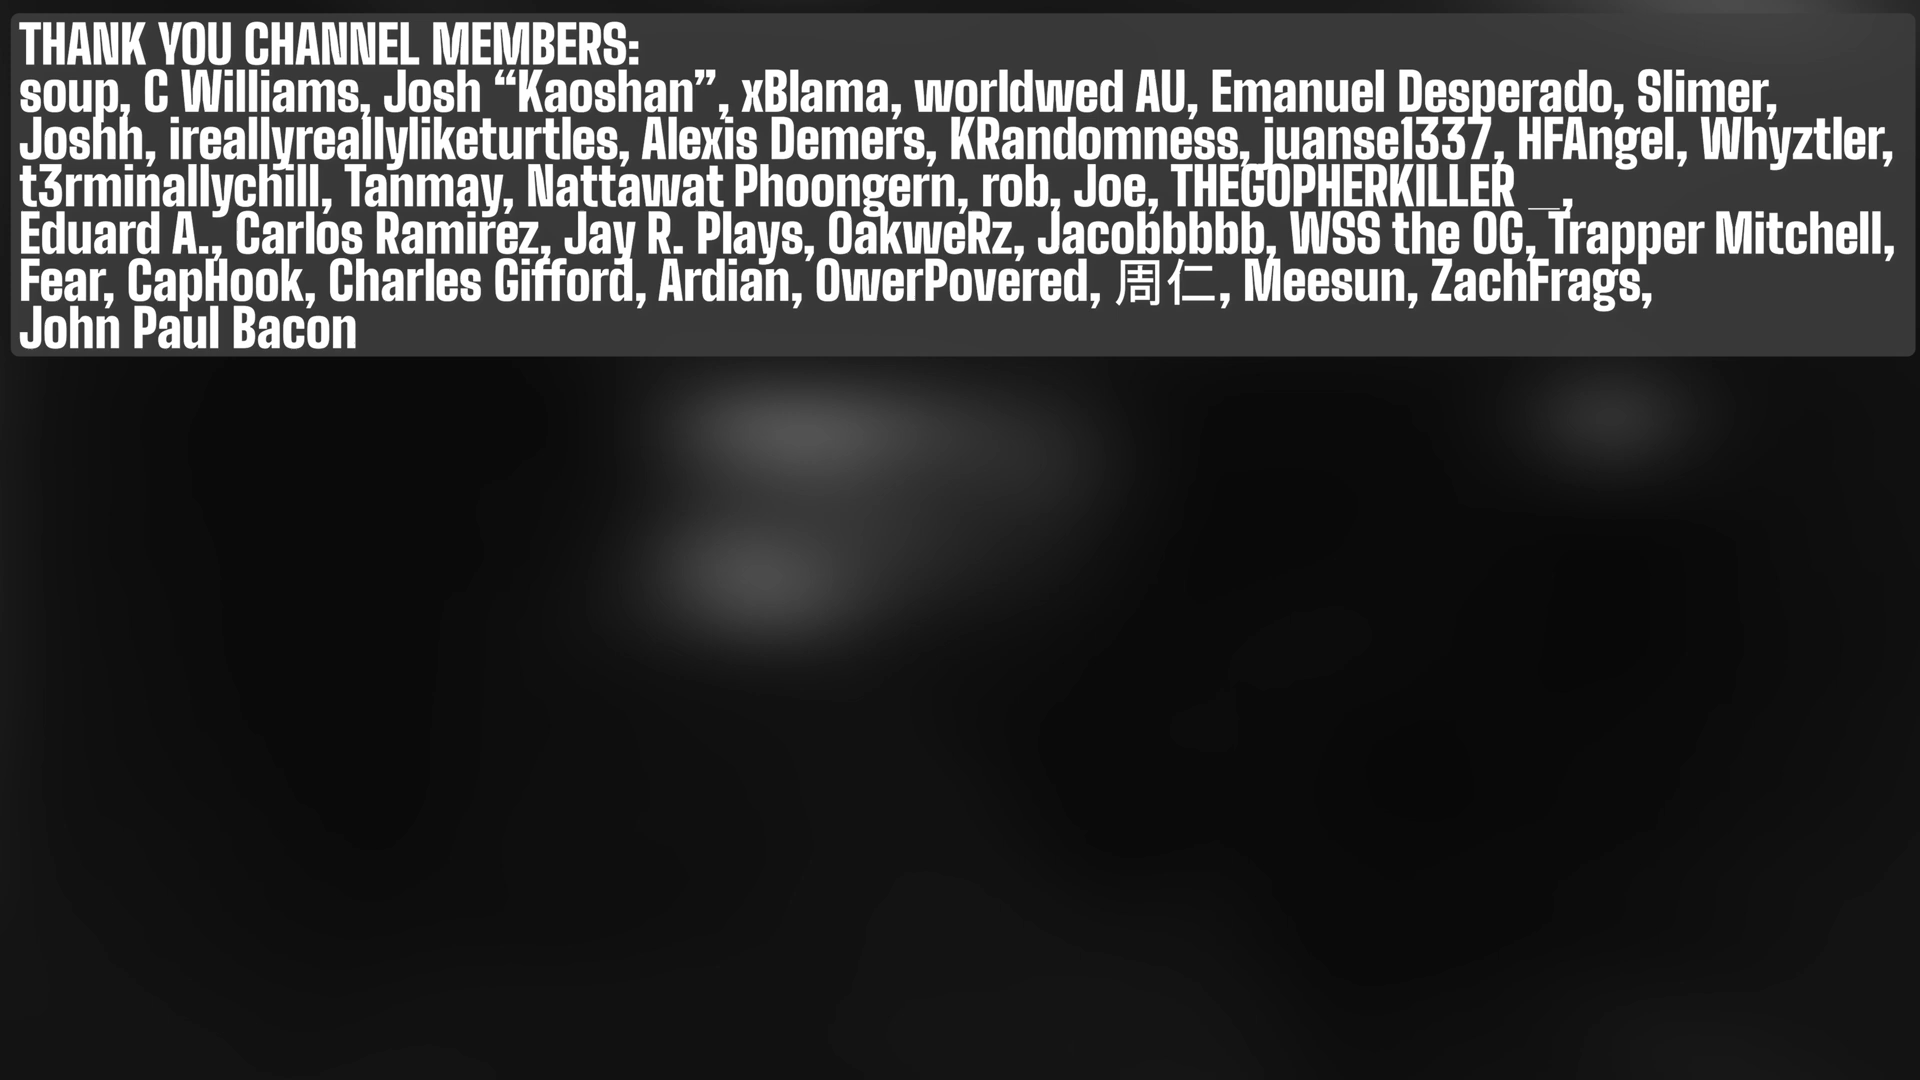 THANK YOU CHANNEL MEMBERS:
soup, C Williams, Josh “Kaoshan”, xBlama, worldwed AU, Emanuel Desperado, Slimer,
Joshh, ireallyreallyliketurtles, Alexis Demers, KRandomness, juanse1337, HFAngel, Whyztler,
t3rminallychill, Tanmay, Nattawat Phoongern, rob, Joe, THEGOPHERKILLER _,
Eduard A., Carlos Ramirez, Jay R. Plays, OakweRz, Jacobbbbb, WSS the OG, Trapper Mitchell,
Fear, CapHook, Charles Gifford, Ardian, OwerPovered, 周仁, Meesun, ZachFrags,
John Paul Bacon